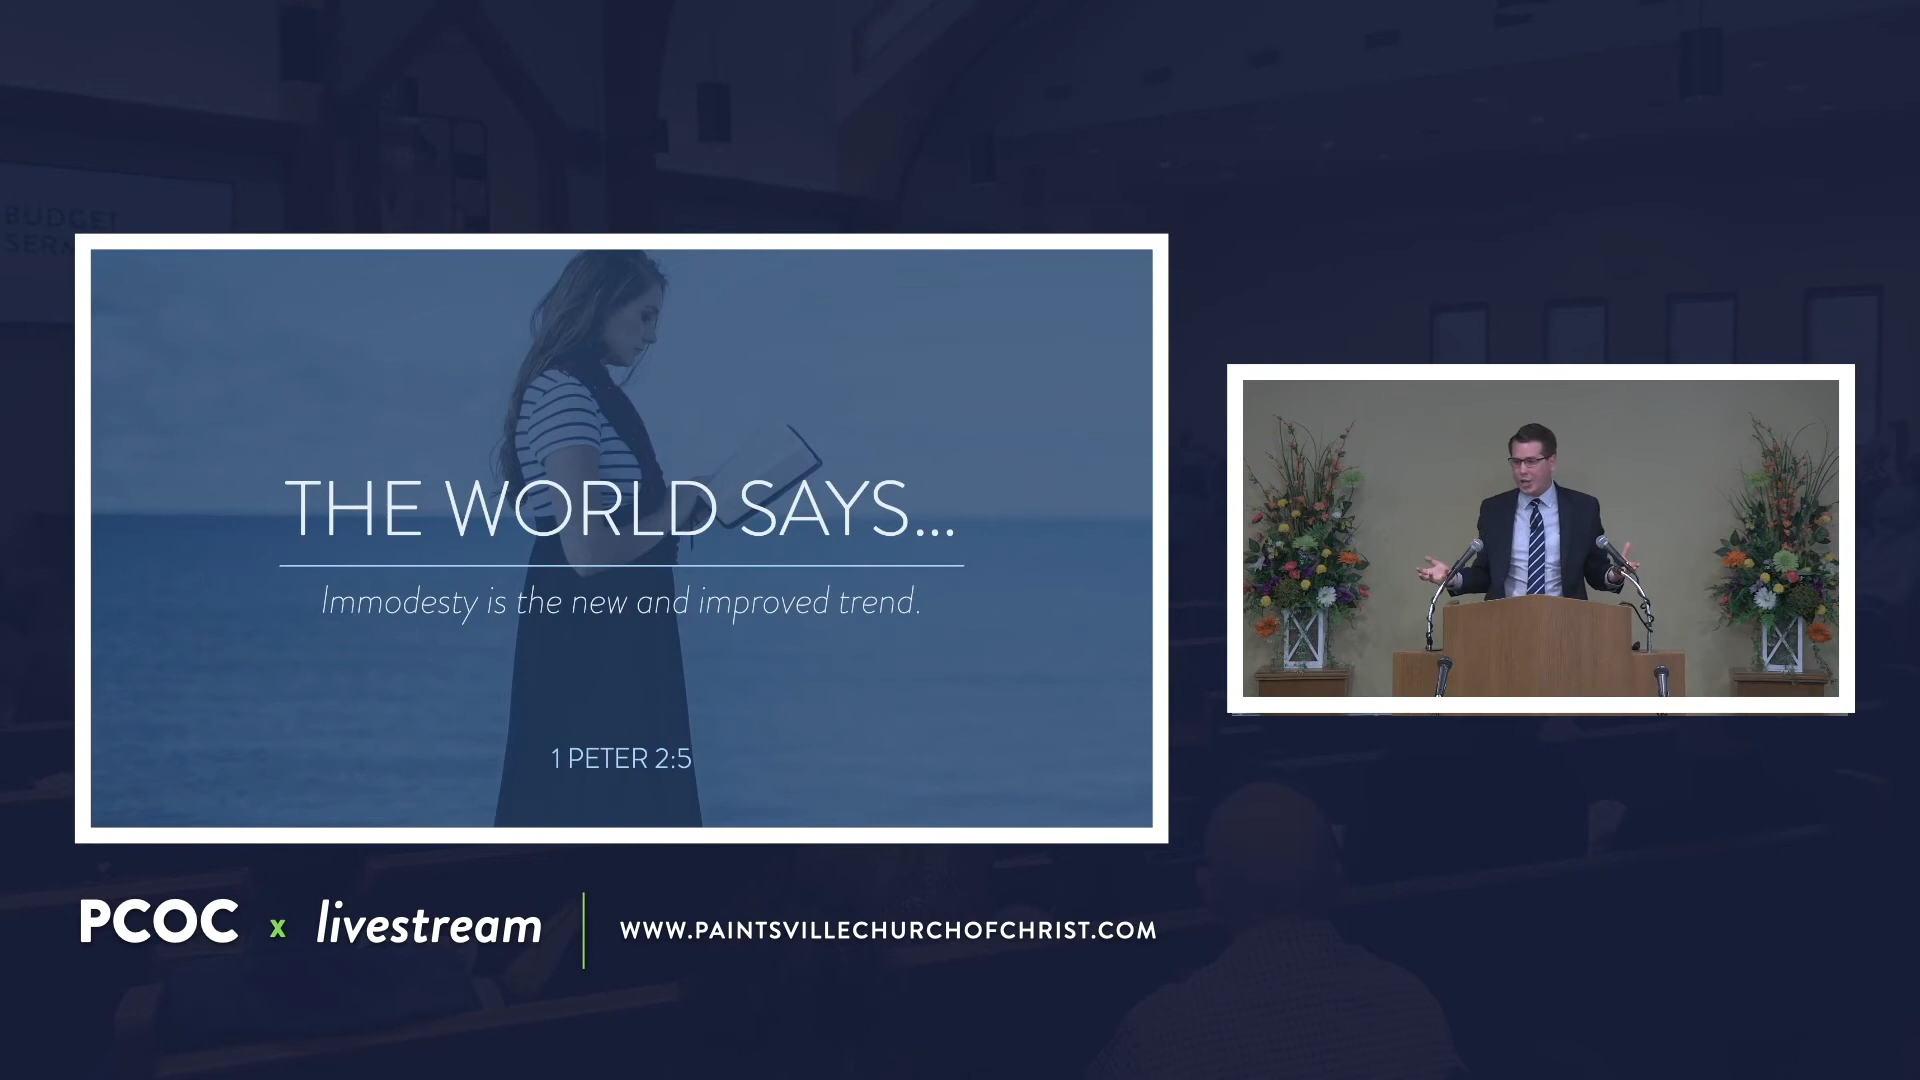 BUDGET
THE WORLD SAYS...
Immodesty is the new and improved trend.
1 PETER 2:5
PCOC x livestream
WWW.PAINTSVILLECHURCHOFCHRIST.COM